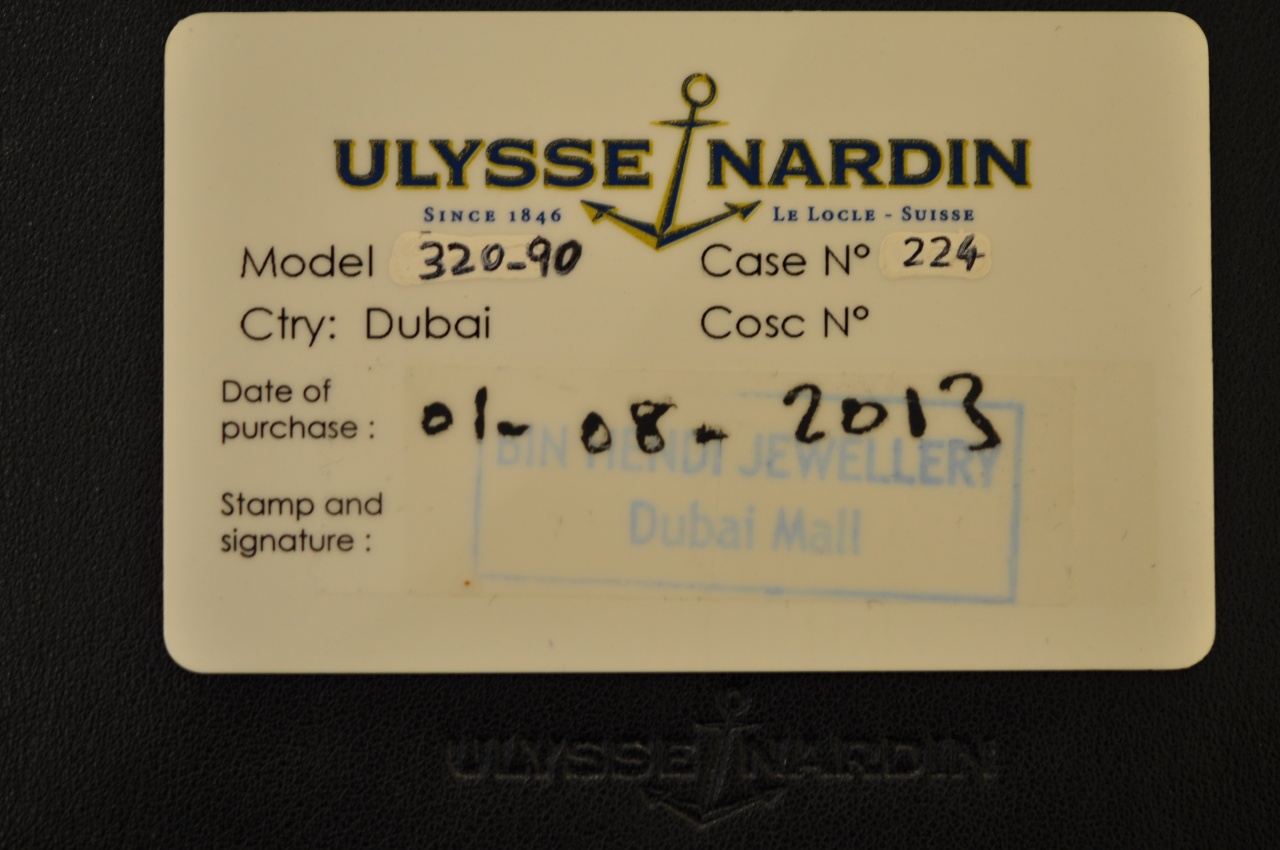 ULYSSE NARDIN
SINCE 1846 LE LOCLE - SUISSE
Model 320-90 Case N° 224
Ctry: Dubai Cosc N°
Date of
purchase : 01-08-2013
BIN HENDI JEWELLERY
Dubai Mall
Stamp and
signature :
ULYSSE NARDIN